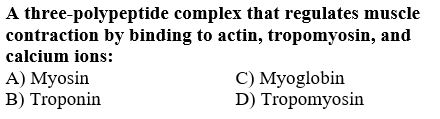 A three-polypeptide complex that regulates muscle
contraction by binding to actin, tropomyosin, and
calcium ions:
A) Myosin C) Myoglobin
B) Troponin D) Tropomyosin